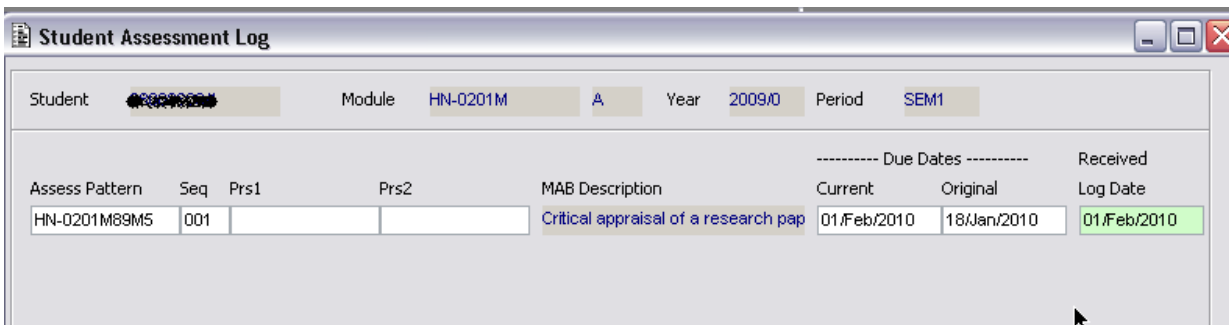 Student Assessment Log
Student Module HN-0201M A Year 2009/0 Period SEM1
---------- Due Dates ---------- Received
Assess Pattern Seq Prs1 Prs2 MAB Description Current Original Log Date
HN-0201M89M5 001 Critical appraisal of a research pap 01/Feb/2010 18/Jan/2010 01/Feb/2010